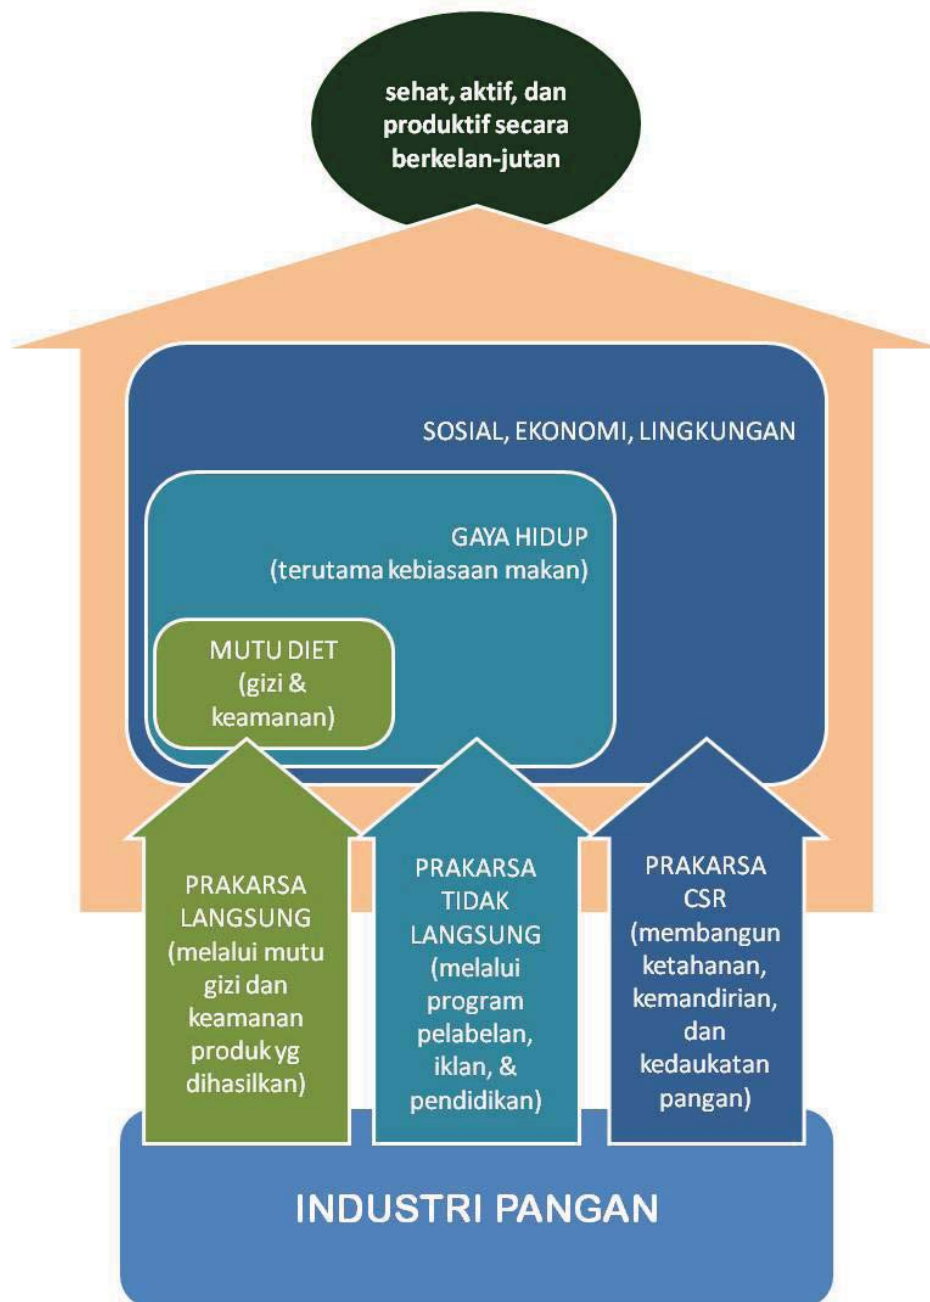 sehat, aktif, dan
produktif secara
berkelan-jutan
SOSIAL, EKONOMI, LINGKUNGAN
GAYA HIDUP
(terutama kebiasaan makan)
MUTU DIET
(gizi &
keamanan)
PRAKARSA
LANGSUNG
(melalui mutu
gizi dan
keamanan
produk yg
dihasilkan)
PRAKARSA
TIDAK
LANGSUNG
(melalui
program
pelabelan,
iklan, &
pendidikan)
PRAKARSA
CSR
(membangun
ketahanan,
kemandirian,
dan
kedaukatan
pangan)
INDUSTRI PANGAN